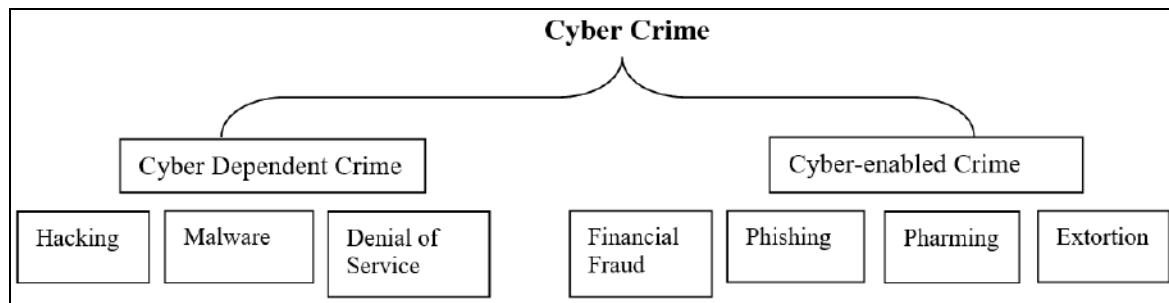 Cyber Crime
Cyber Dependent Crime
Cyber-enabled Crime
Hacking
Malware
Denial of
Service
Financial
Fraud
Phishing
Pharming
Extortion